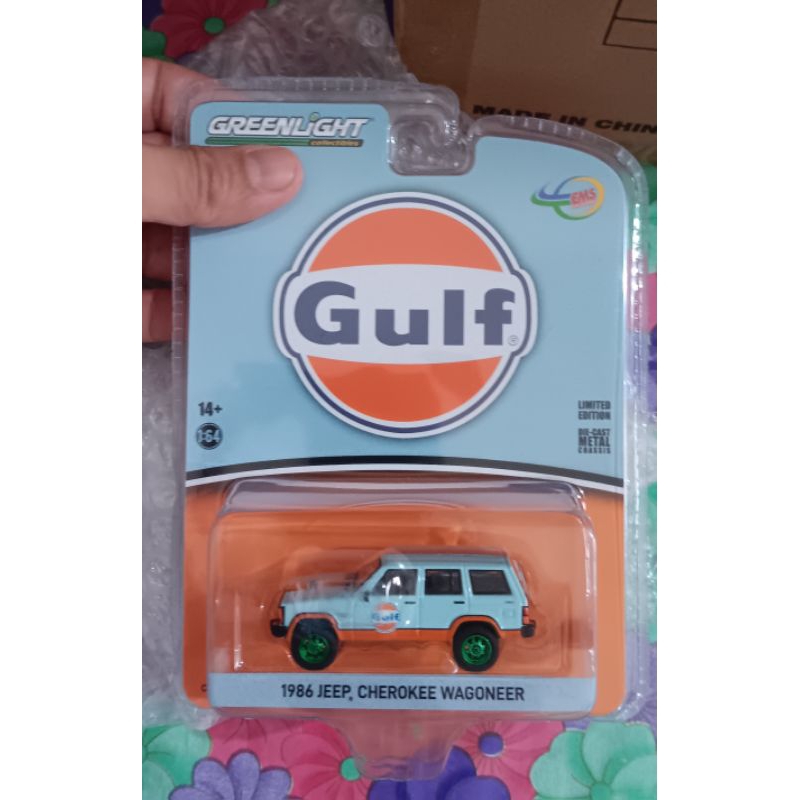 MADE IN CHIN
GREENLIGHT
collectibles
EMS
Gulf
®
14+
1:64
LIMITED
EDITION
DIE-CAST
METAL
CHASSIS
Gulf
1986 JEEP® CHEROKEE WAGONEER